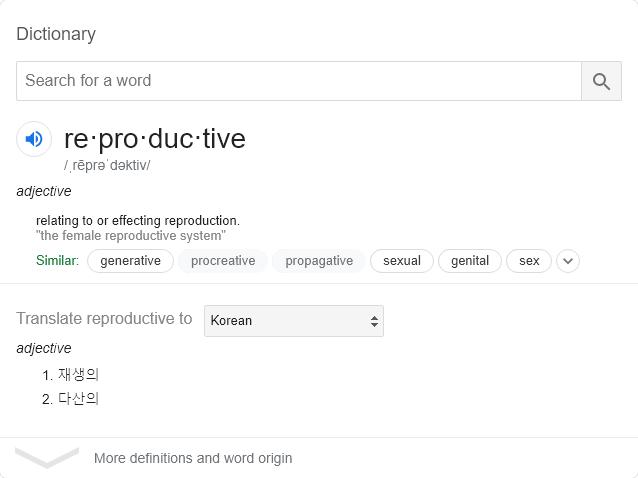 Dictionary
Search for a word
re·pro·duc·tive
/ˌrēprəˈdəktiv/
adjective
relating to or effecting reproduction.
"the female reproductive system"
Similar: generative procreative propagative sexual genital sex
Translate reproductive to Korean
adjective
1. 재생의
2. 다산의
More definitions and word origin